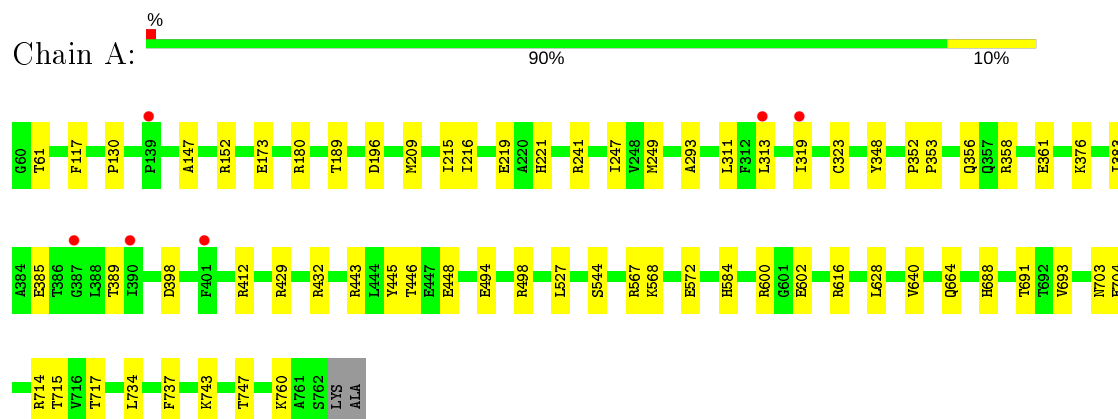 %
Chain A:
90% 10%
G60 T61 F117 P130 P139 A147 R152 E173 R180 T189 D196 M209 I215 I216 E219 A220 H221 R241 I247 V248 M249 A293 L311 F312 L313 I319 C323 Y348 P352 P353 Q356 Q357 R358 E361 K376
A384 E385 T386 G387 L388 T389 I390 D398 F401 R412 R429 R432 R443 L444 Y445 T446 E447 E448 E494 R498 L527 S544 R567 K568 E572 H584 R600 G601 E602 R616 L628 V640 Q664 H688 T691 T692 V693 N703
R714 T715 V716 T717 L734 F737 K743 T747 K760 A761 S762 LYS ALA